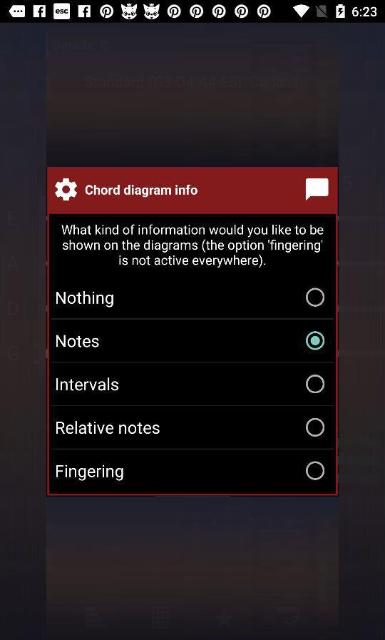 esc
6:23
Chord diagram info
What kind of information would you like to be
shown on the diagrams (the option 'fingering'
is not active everywhere).
Nothing
Notes
Intervals
Relative notes
Fingering